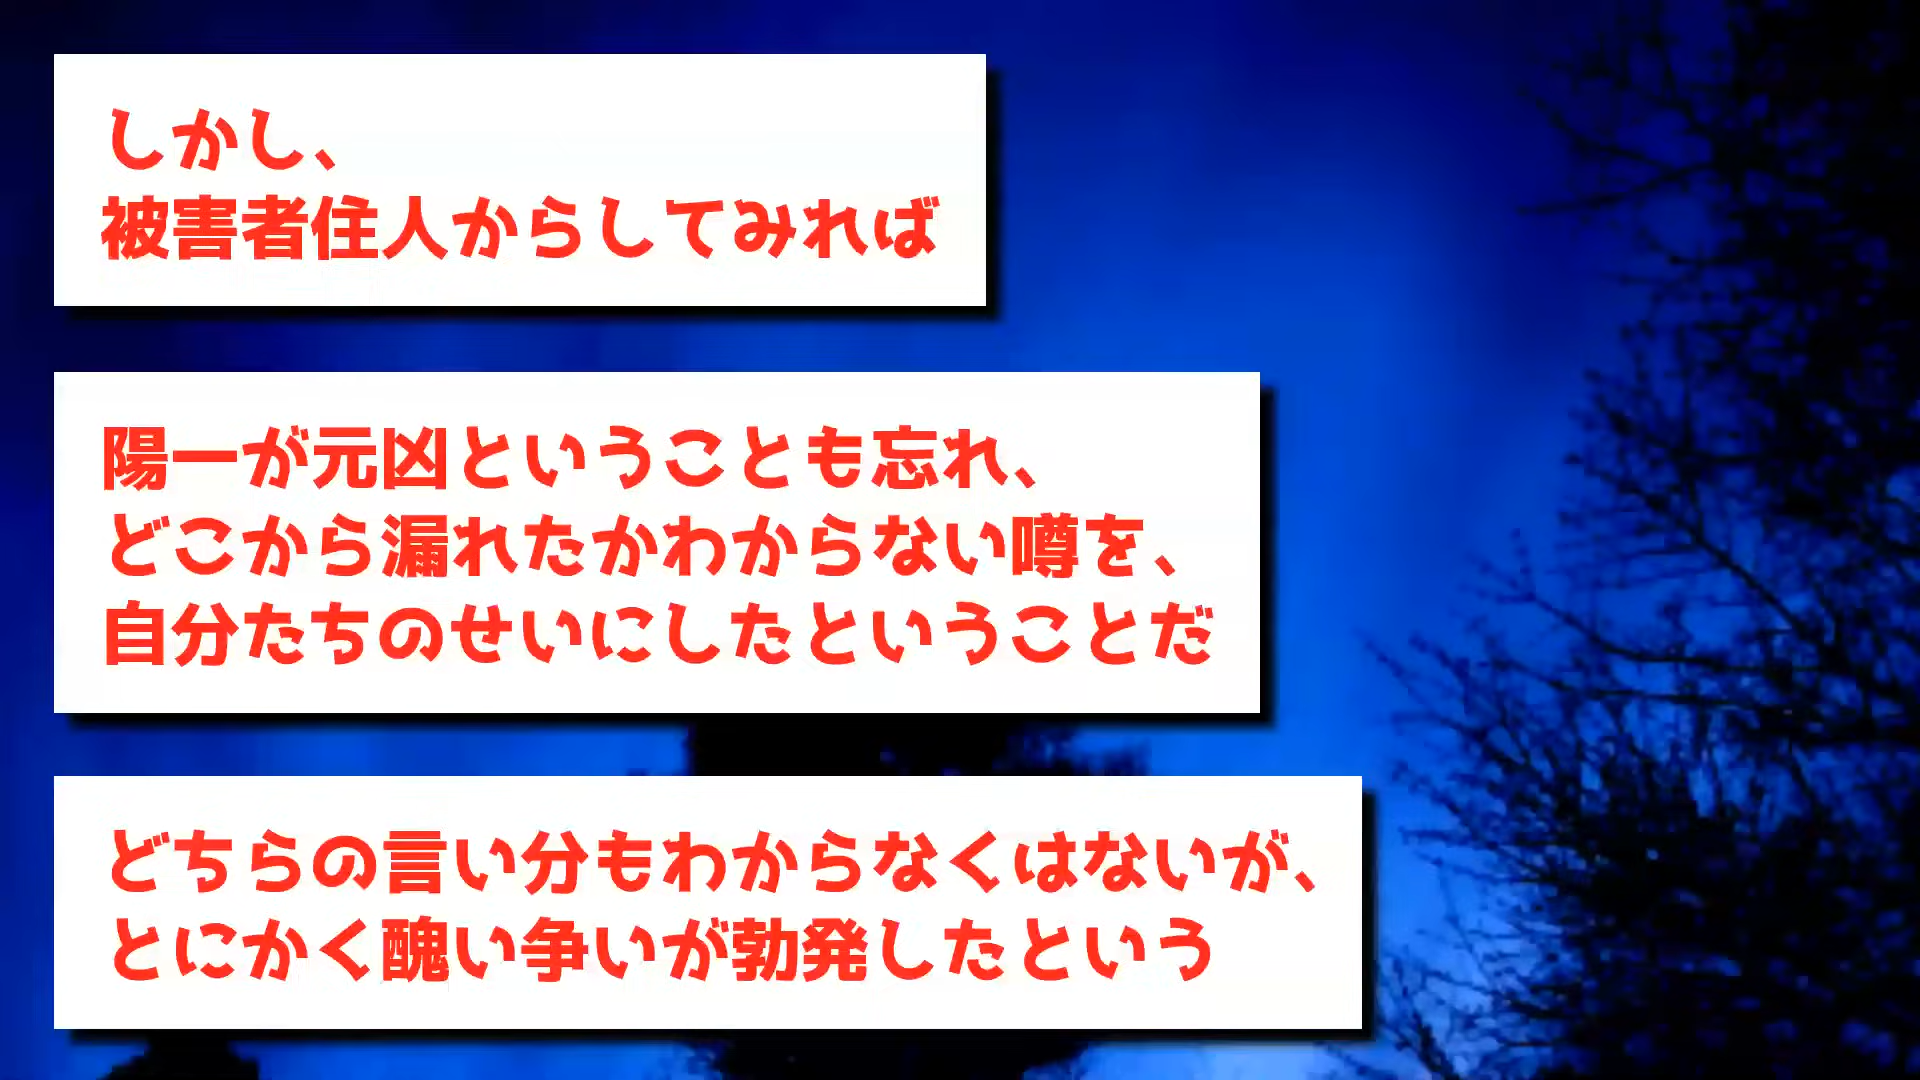 しかし、
被害者住人からしてみれば
陽一が元凶ということも忘れ、
どこから漏れたかわからない噂を、
自分たちのせいにしたということだ
どちらの言い分もわからなくはないが、
とにかく醜い争いが勃発したという